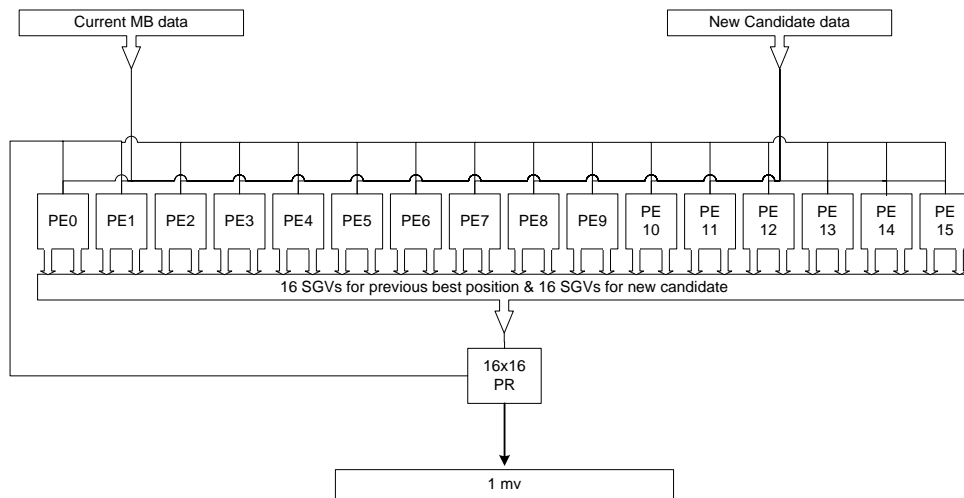 Current MB data
New Candidate data
PE0
PE1
PE2
PE3
PE4
PE5
PE6
PE7
PE8
PE9
PE
10
PE
11
PE
12
PE
13
PE
14
PE
15
16 SGVs for previous best position & 16 SGVs for new candidate
16x16
PR
1 mv